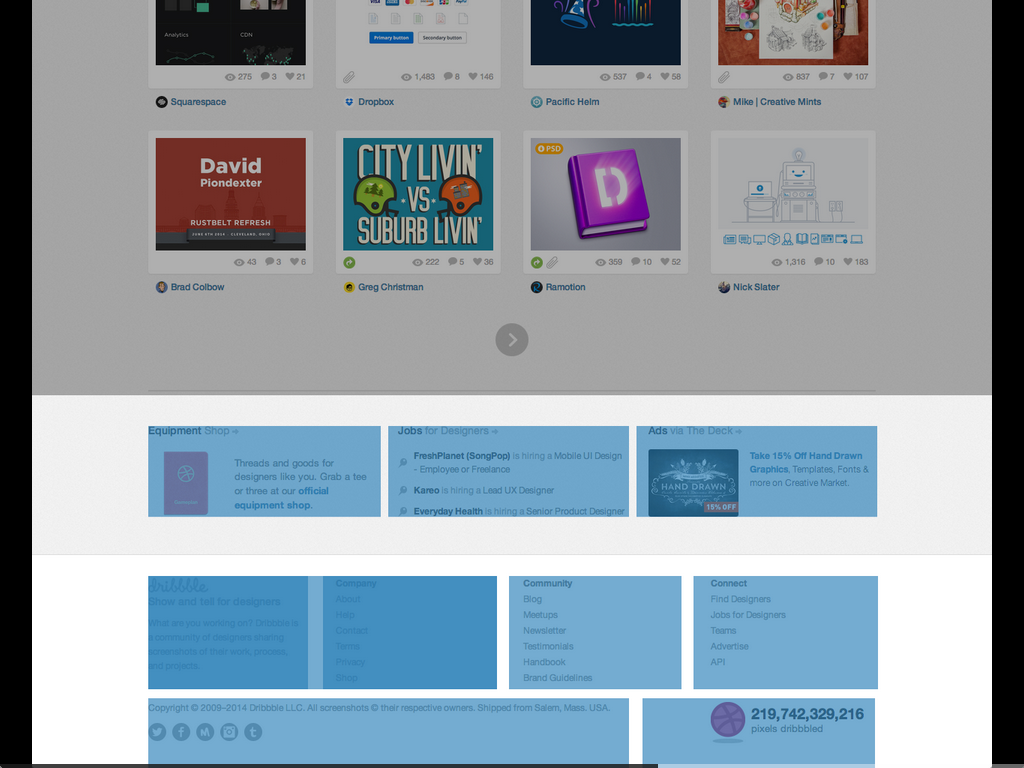 Analytics
CDN
Primary button
Secondary button
275 3 21
1,483 8 146
537 4 58
837 7 107
Squarespace
Dropbox
Pacific Helm
Mike | Creative Mints
David
Piondexter
RUSTBELT REFRESH
JUNE 6TH 2014 · CLEVELAND, OHIO
CITY LIVIN'
VS
SUBURB LIVIN'
PSD
D
43 3 6
222 5 36
359 10 52
1,316 10 183
Brad Colbow
Greg Christman
Ramotion
Nick Slater
Equipment Shop
Threads and goods for
designers like you. Grab a tee
or three at our official
equipment shop.
Jobs for Designers
FreshPlanet (SongPop) is hiring a Mobile UI Design
- Employee or Freelance
Kareo is hiring a Lead UX Designer
Everyday Health is hiring a Senior Product Designer
Ads via The Deck
HAND DRAWN
15% OFF
Take 15% Off Hand Drawn
Graphics, Templates, Fonts &
more on Creative Market.
dribbble
Show and tell for designers
What are you working on? Dribbble is
a community of designers sharing
screenshots of their work, process,
and projects.
Company
About
Help
Contact
Terms
Privacy
Shop
Community
Blog
Meetups
Newsletter
Testimonials
Handbook
Brand Guidelines
Connect
Find Designers
Jobs for Designers
Teams
Advertise
API
Copyright © 2009–2014 Dribbble LLC. All screenshots © their respective owners. Shipped from Salem, Mass. USA.
219,742,329,216
pixels dribbbled